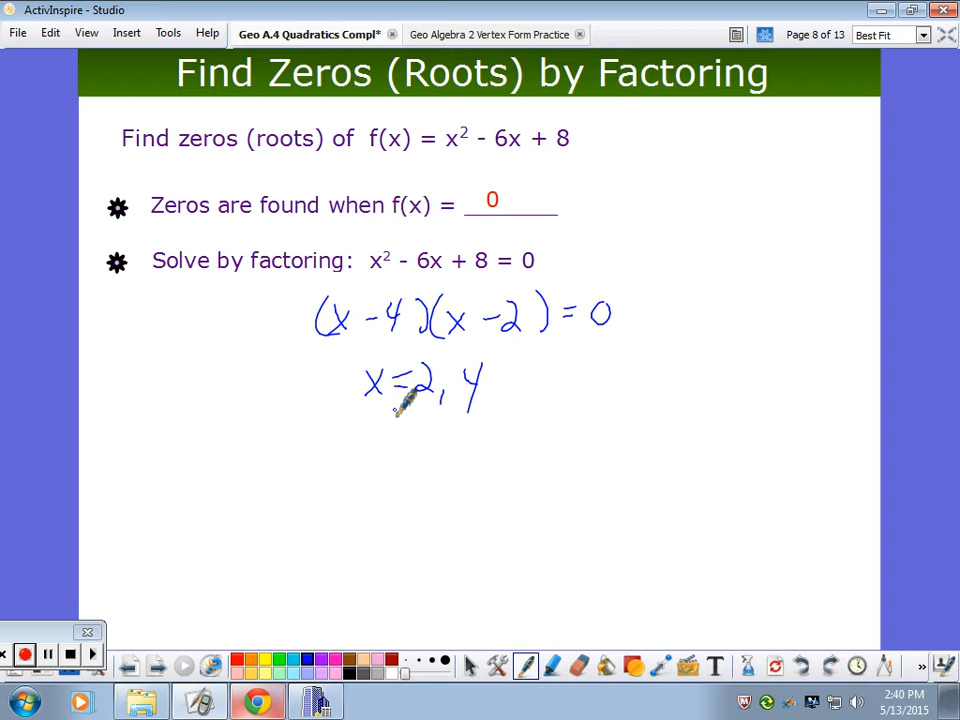 ActivInspire - Studio
File Edit View Insert Tools Help
Geo A.4 Quadratics Compl* Geo Algebra 2 Vertex Form Practice
Page 8 of 13 Best Fit
Find Zeros (Roots) by Factoring
Find zeros (roots) of f(x) = x² - 6x + 8
Zeros are found when f(x) = 0
Solve by factoring: x² - 6x + 8 = 0
(x - 4)(x - 2) = 0
x = 2, 4
T »
2:40 PM
5/13/2015